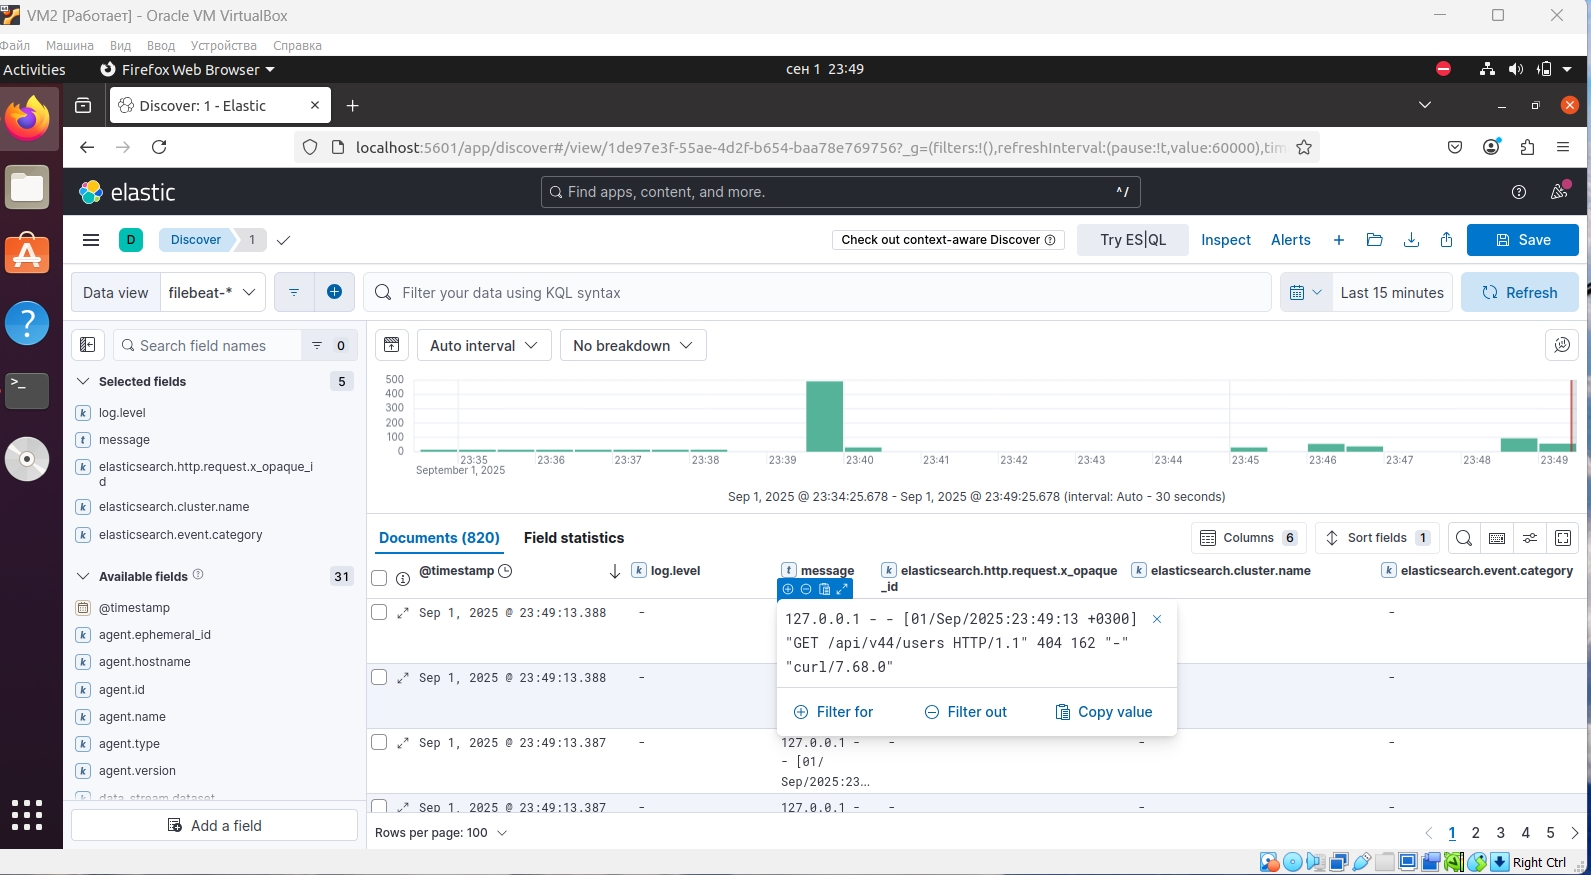 VM2 [Работает] - Oracle VM VirtualBox
Файл Машина Вид Ввод Устройства Справка
Activities Firefox Web Browser сен 1 23:49
Discover: 1 - Elastic
localhost:5601/app/discover#/view/1de97e3f-55ae-4d2f-b654-baa78e769756?_g=(filters:!(),refreshInterval:(pause:!t,value:60000),tim
elastic
Find apps, content, and more. ^/
D Discover 1 Check out context-aware Discover Try ES|QL Inspect Alerts Save
Data view filebeat-* Filter your data using KQL syntax Last 15 minutes Refresh
Search field names 0
Auto interval No breakdown
Selected fields 5
log.level
message
elasticsearch.http.request.x_opaque_i
d
elasticsearch.cluster.name
elasticsearch.event.category
Available fields 31
@timestamp
agent.ephemeral_id
agent.hostname
agent.id
agent.name
agent.type
agent.version
data_stream.dataset
Add a field
500
400
300
200
100
0
23:35 23:36 23:37 23:38 23:39 23:40 23:41 23:42 23:43 23:44 23:45 23:46 23:47 23:48 23:49
September 1, 2025
Sep 1, 2025 @ 23:34:25.678 - Sep 1, 2025 @ 23:49:25.678 (interval: Auto - 30 seconds)
Documents (820) Field statistics Columns 6 Sort fields 1
@timestamp log.level message elasticsearch.http.request.x_opaque
_id elasticsearch.cluster.name elasticsearch.event.category
Sep 1, 2025 @ 23:49:13.388 - -
127.0.0.1 - - [01/Sep/2025:23:49:13 +0300]
"GET /api/v44/users HTTP/1.1" 404 162 "-"
"curl/7.68.0"
Filter for Filter out Copy value
Sep 1, 2025 @ 23:49:13.388 - -
Sep 1, 2025 @ 23:49:13.387 - 127.0.0.1 - - - -
- [01/
Sep/2025:23...
Sep 1, 2025 @ 23:49:13.387 - 127.0.0.1 - - - -
Rows per page: 100 1 2 3 4 5
Right Ctrl